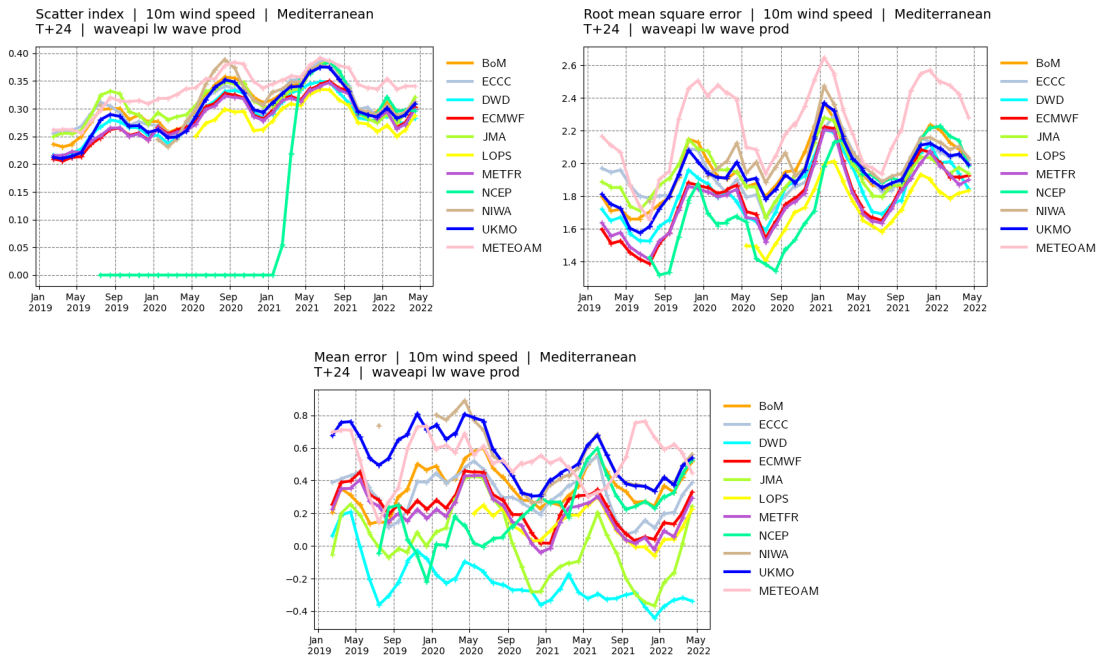 Scatter index | 10m wind speed | Mediterranean
T+24 | waveapi lw wave prod
0.40
0.35
0.30
0.25
0.20
0.15
0.10
0.05
0.00
Jan May Sep Jan May Sep Jan May Sep Jan May
2019 2019 2019 2020 2020 2020 2021 2021 2021 2022 2022
BoM
ECCC
DWD
ECMWF
JMA
LOPS
METFR
NCEP
NIWA
UKMO
METEOAM
Root mean square error | 10m wind speed | Mediterranean
T+24 | waveapi lw wave prod
2.6
2.4
2.2
2.0
1.8
1.6
1.4
Jan May Sep Jan May Sep Jan May Sep Jan May
2019 2019 2019 2020 2020 2020 2021 2021 2021 2022 2022
BoM
ECCC
DWD
ECMWF
JMA
LOPS
METFR
NCEP
NIWA
UKMO
METEOAM
Mean error | 10m wind speed | Mediterranean
T+24 | waveapi lw wave prod
0.8
0.6
0.4
0.2
0.0
−0.2
−0.4
Jan May Sep Jan May Sep Jan May Sep Jan May
2019 2019 2019 2020 2020 2020 2021 2021 2021 2022 2022
BoM
ECCC
DWD
ECMWF
JMA
LOPS
METFR
NCEP
NIWA
UKMO
METEOAM